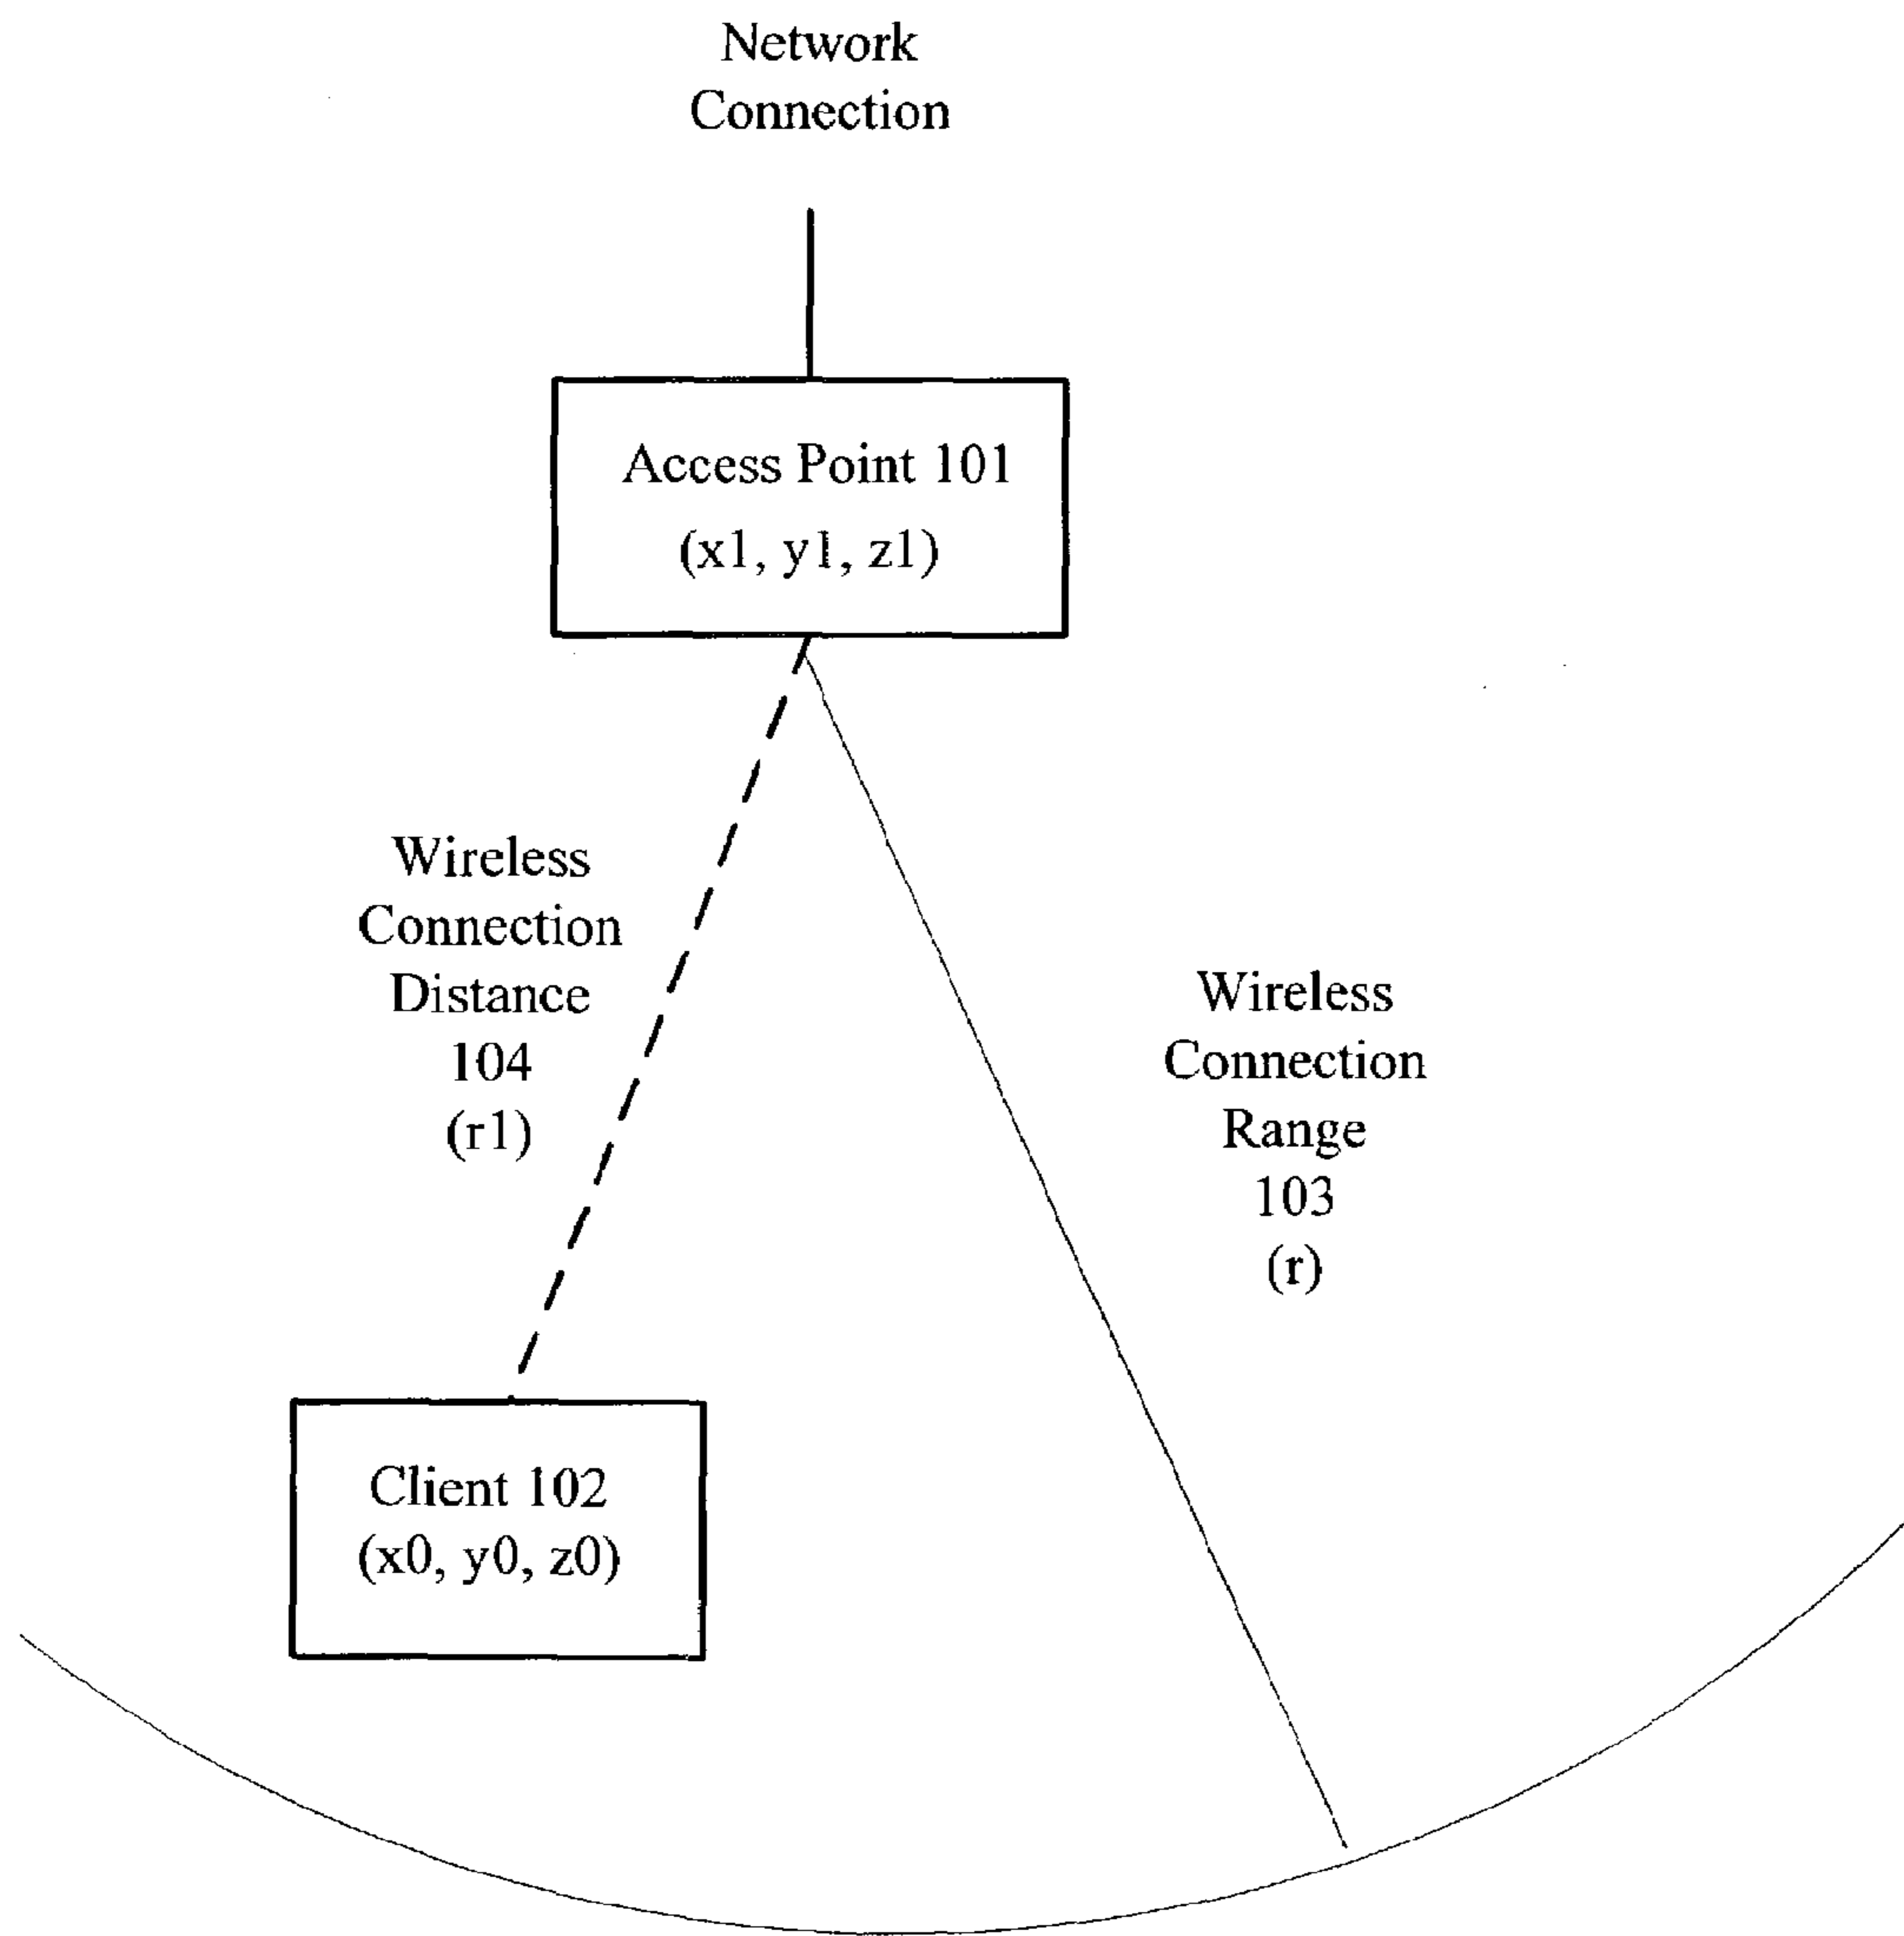 Network
Connection
Access Point 101
(x1, y1, z1)
Wireless
Connection
Distance
104
(r1)
Wireless
Connection
Range
103
(r)
Client 102
(x0, y0, z0)